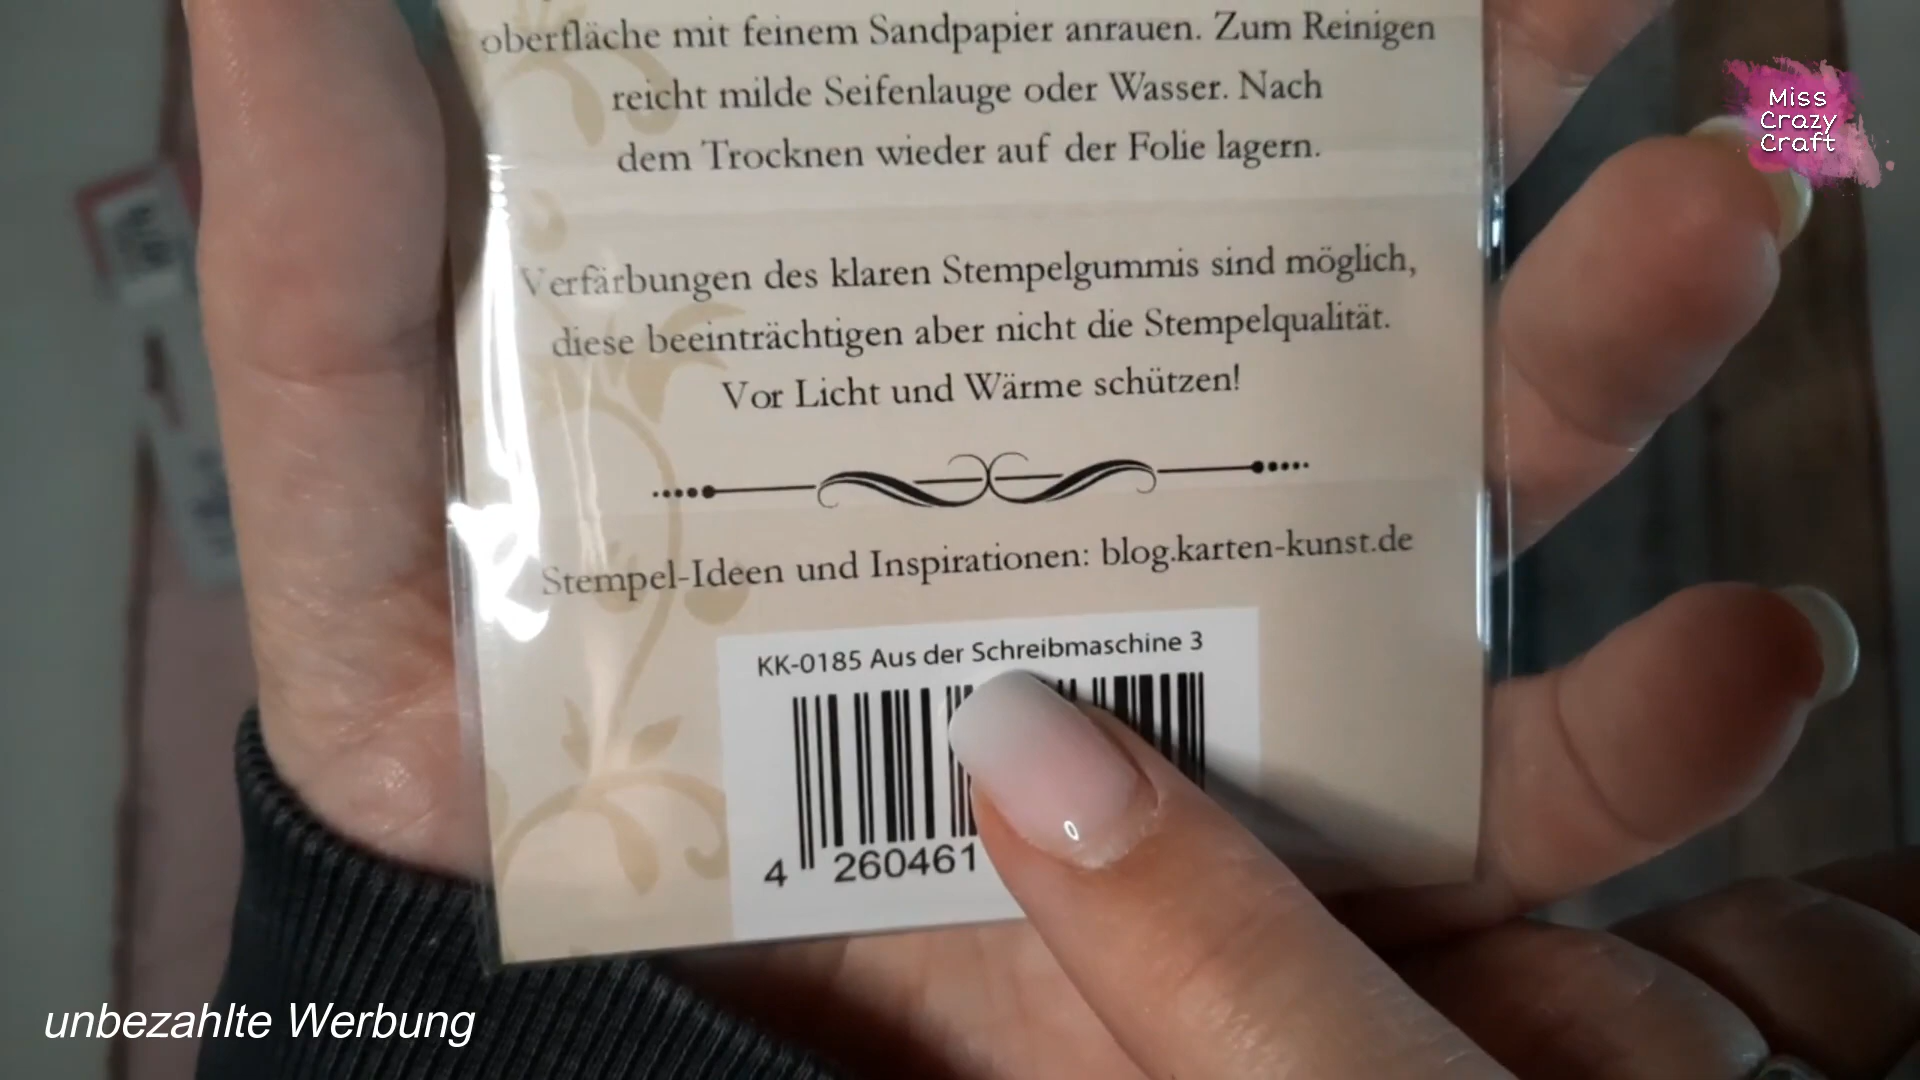 oberfläche mit feinem Sandpapier anrauen. Zum Reinigen
reicht milde Seifenlauge oder Wasser. Nach
dem Trocknen wieder auf der Folie lagern.
Verfärbungen des klaren Stempelgummis sind möglich,
diese beeinträchtigen aber nicht die Stempelqualität.
Vor Licht und Wärme schützen!
Stempel-Ideen und Inspirationen: blog.karten-kunst.de
KK-0185 Aus der Schreibmaschine 3
4 260461
Miss
Crazy
Craft
unbezahlte Werbung